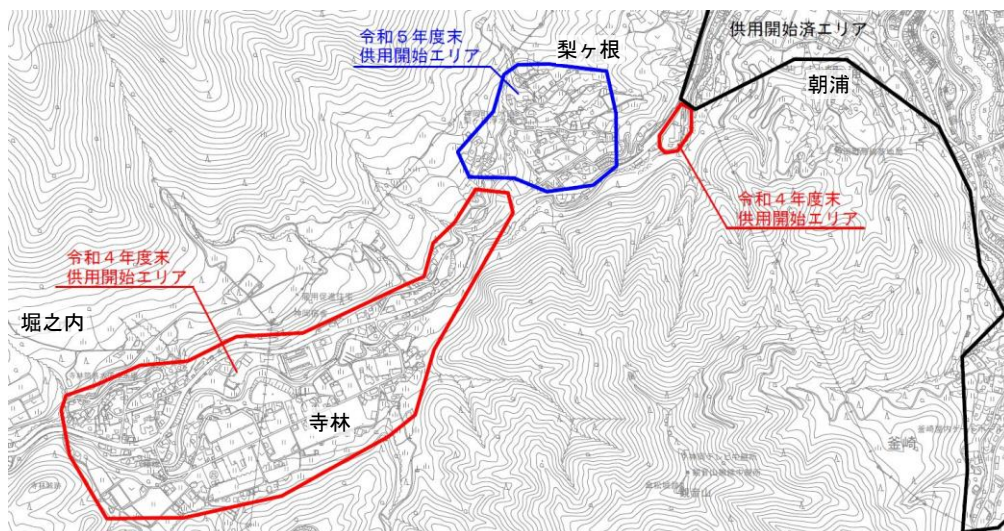 令和５年度末
供用開始エリア
梨ヶ根
供用開始済エリア
朝浦
令和４年度末
供用開始エリア
令和４年度末
供用開始エリア
堀之内
寺林
釜崎
観音山